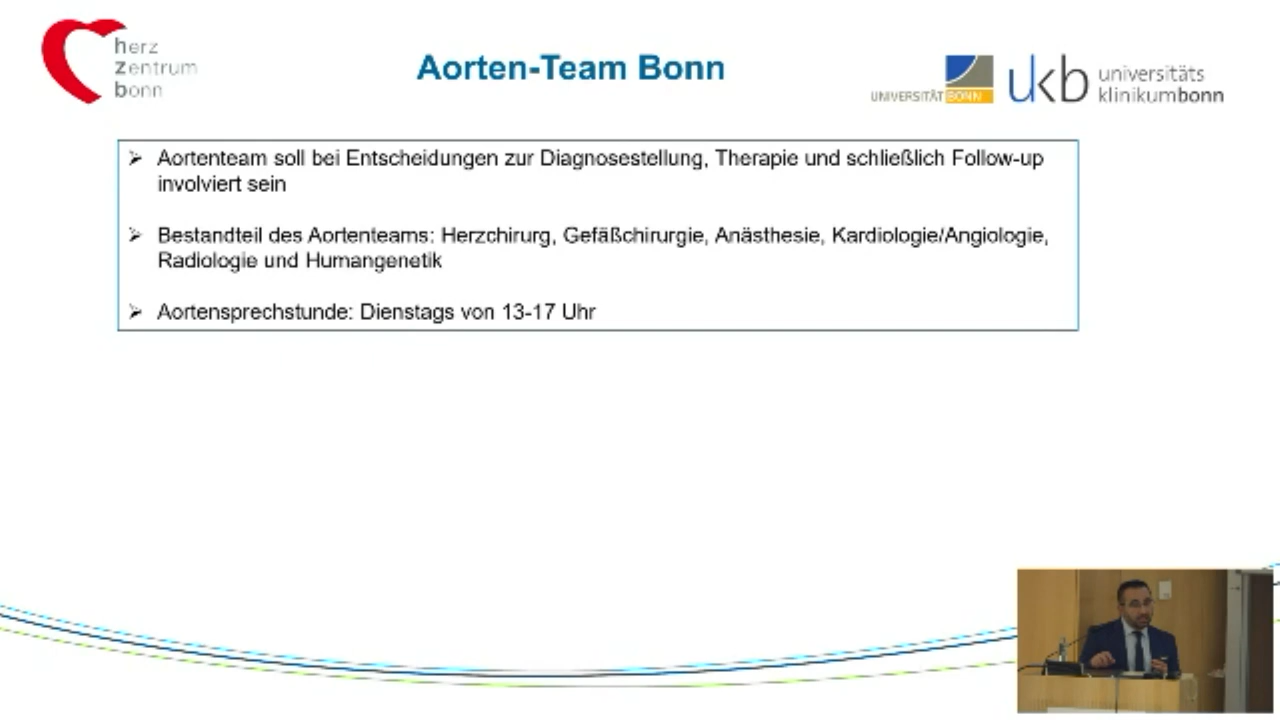 herz
zentrum
bonn
Aorten-Team Bonn
UNIVERSITÄT BONN
ukb universitäts
klinikumbonn
➢ Aortenteam soll bei Entscheidungen zur Diagnosestellung, Therapie und schließlich Follow-up
involviert sein
➢ Bestandteil des Aortenteams: Herzchirurg, Gefäßchirurgie, Anästhesie, Kardiologie/Angiologie,
Radiologie und Humangenetik
➢ Aortensprechstunde: Dienstags von 13-17 Uhr